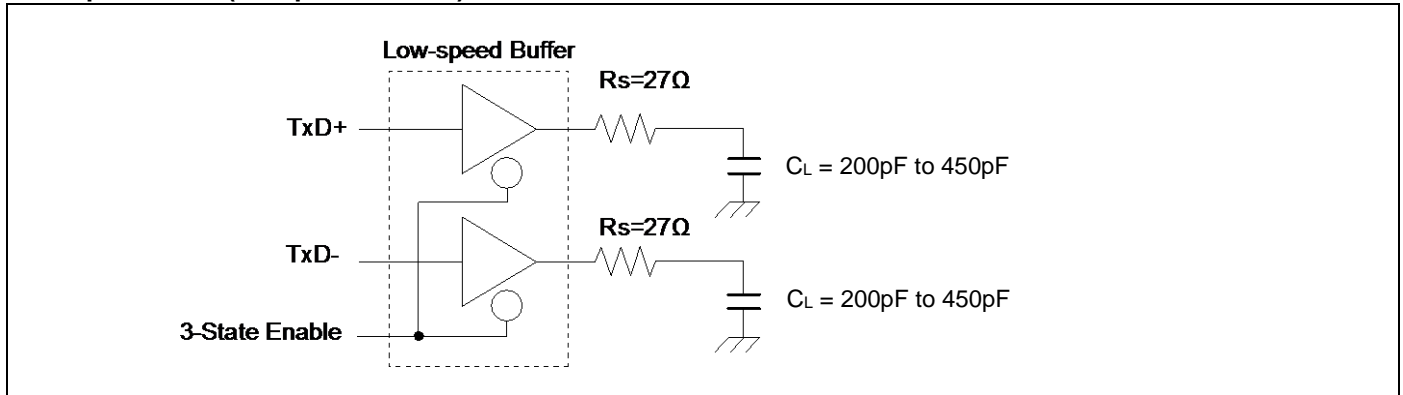 Low-speed Buffer
Rs=27Ω
TxD+
CL = 200pF to 450pF
Rs=27Ω
TxD-
CL = 200pF to 450pF
3-State Enable